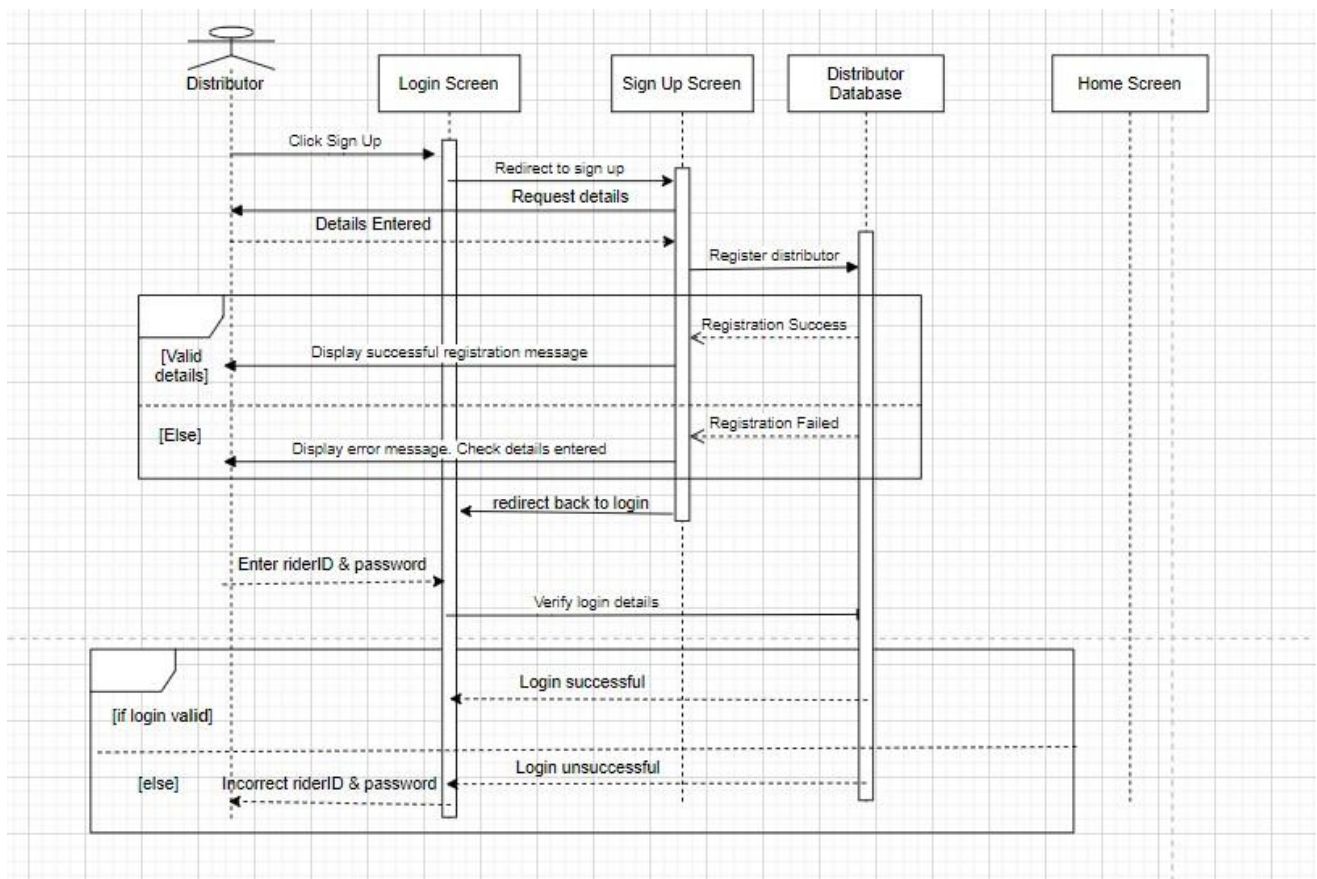 Distributor
Login Screen
Sign Up Screen
Distributor
Database
Home Screen
Click Sign Up
Redirect to sign up
Request details
Details Entered
Register distributor
Registration Success
[Valid
details]
Display successful registration message
Registration Failed
[Else]
Display error message. Check details entered
redirect back to login
Enter riderID & password
Verify login details
Login successful
[if login valid]
Login unsuccessful
[else]
Incorrect riderID & password